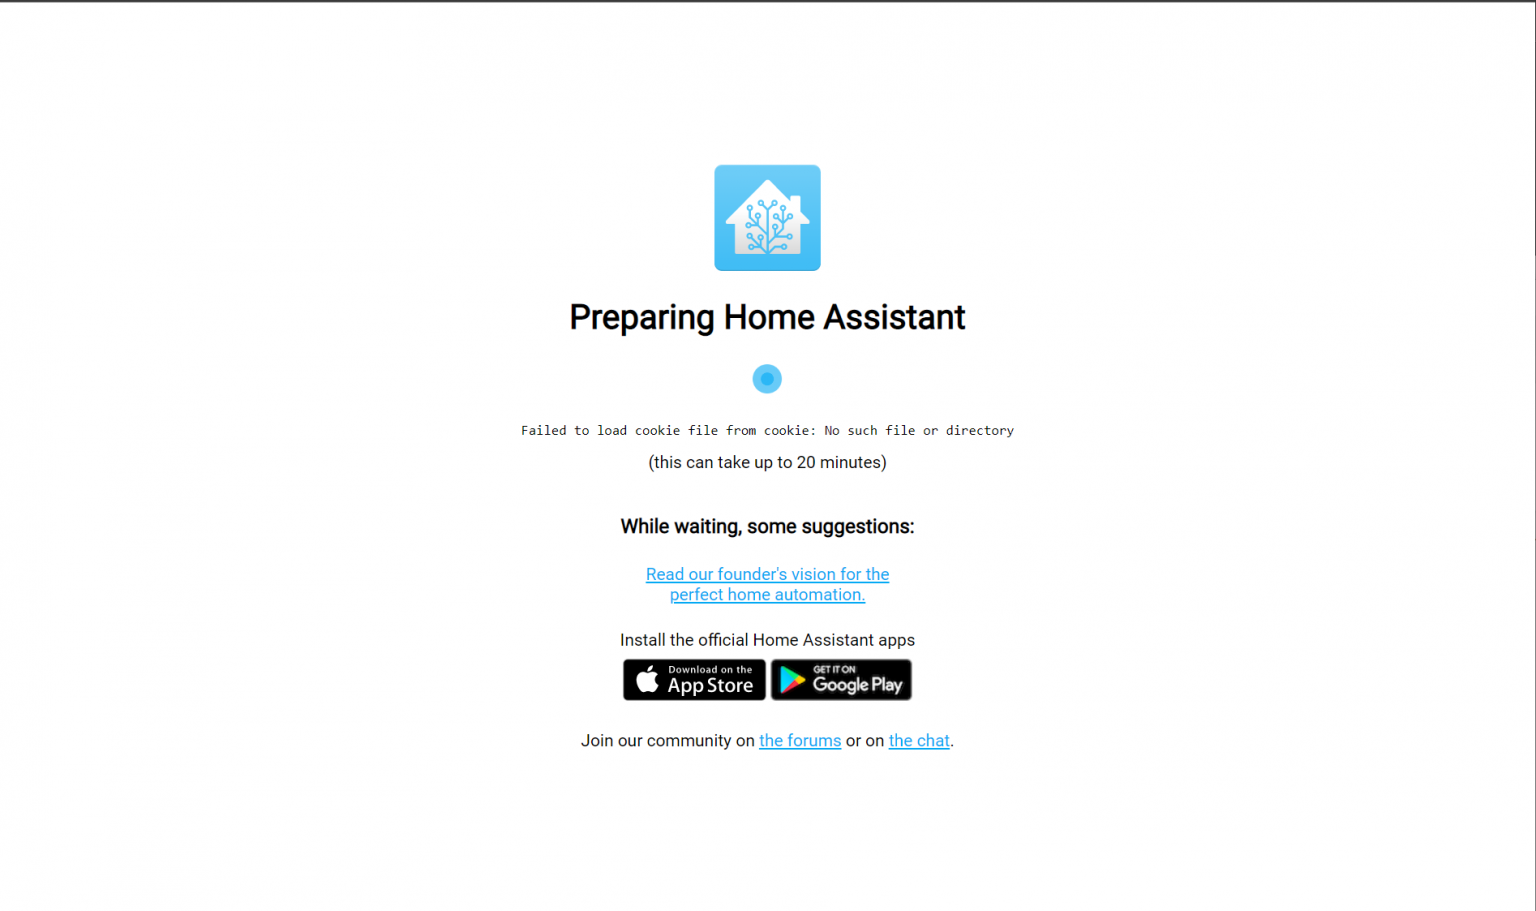 Preparing Home Assistant
Failed to load cookie file from cookie: No such file or directory
(this can take up to 20 minutes)
While waiting, some suggestions:
Read our founder's vision for the
perfect home automation.
Install the official Home Assistant apps
Download on the
App Store
GET IT ON
Google Play
Join our community on the forums or on the chat.